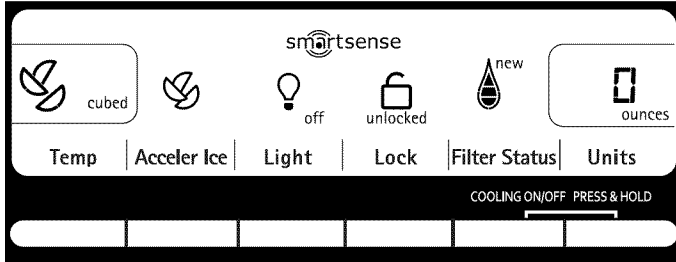 smartsense
cubed
off
unlocked
new
0
ounces
Temp
Acceler Ice
Light
Lock
Filter Status
Units
COOLING ON/OFF PRESS & HOLD